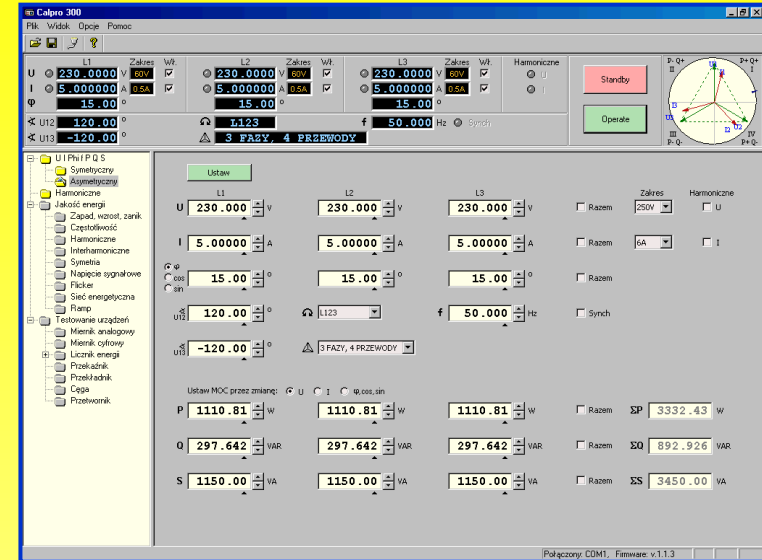 Calpro 300
Plik Widok Opcje Pomoc
L1 Zakres Wł. L2 Zakres Wł. L3 Zakres Wł. Harmoniczne
U 230.0000 V 60V 230.0000 V 60V 230.0000 V 60V U
I 5.000000 A 0.5A 5.000000 A 0.5A 5.000000 A 0.5A I
φ 15.00 ° 15.00 ° 15.00 °
U12 120.00 ° L123 f 50.000 Hz Synch
U13 -120.00 ° 3 FAZY, 4 PRZEWODY
Standby
Operate
P- Q+ P+ Q+
II I
U1
I1
I3
U3
I2 U2
III IV
P- Q- P+ Q-
U I Phi f P Q S
Symetryczny
Asymetryczny
Harmoniczne
Jakość energii
Zapad, wzrost, zanik
Częstotliwość
Harmoniczne
Interharmoniczne
Symetria
Napięcie sygnałowe
Flicker
Sieć energetyczna
Ramp
Testowanie urządzeń
Miernik analogowy
Miernik cyfrowy
Licznik energii
Przekaźnik
Przekładnik
Cęga
Przetwornik
Ustaw
L1 L2 L3 Zakres Harmoniczne
U 230.000 V 230.000 V 230.000 V Razem 250V U
I 5.00000 A 5.00000 A 5.00000 A Razem 6A I
φ
cos 15.00 ° 15.00 ° 15.00 ° Razem
sin
U12 120.00 ° L123 f 50.000 Hz Synch
U13 -120.00 ° 3 FAZY, 4 PRZEWODY
Ustaw MOC przez zmianę: U I φ,cos,sin
P 1110.81 W 1110.81 W 1110.81 W Razem ΣP 3332.43 W
Q 297.642 VAR 297.642 VAR 297.642 VAR Razem ΣQ 892.926 VAR
S 1150.00 VA 1150.00 VA 1150.00 VA Razem ΣS 3450.00 VA
Połączony: COM1, Firmware: v.1.1.3